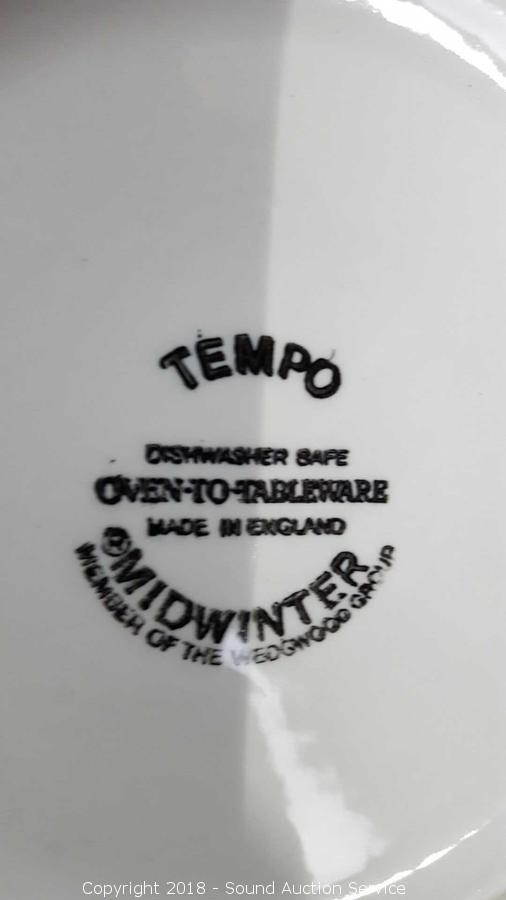 TEMPO
DISHWASHER SAFE
OVEN-TO-TABLEWARE
MADE IN ENGLAND
®MIDWINTER
MEMBER OF THE WEDGWOOD GROUP
Copyright 2018 - Sound Auction Service